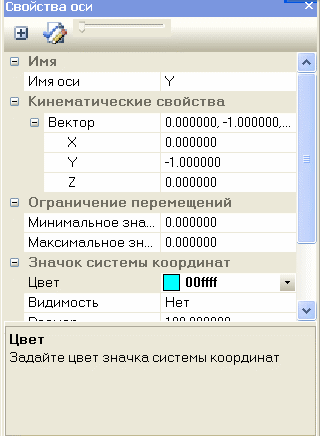 Свойства оси
Имя
Имя оси Y
Кинематические свойства
Вектор 0.000000, -1.000000,...
X 0.000000
Y -1.000000
Z 0.000000
Ограничение перемещений
Минимальное зна... 0.000000
Максимальное зн... 0.000000
Значок системы координат
Цвет 00ffff
Видимость Нет
Размер 100.000000
Цвет
Задайте цвет значка системы координат